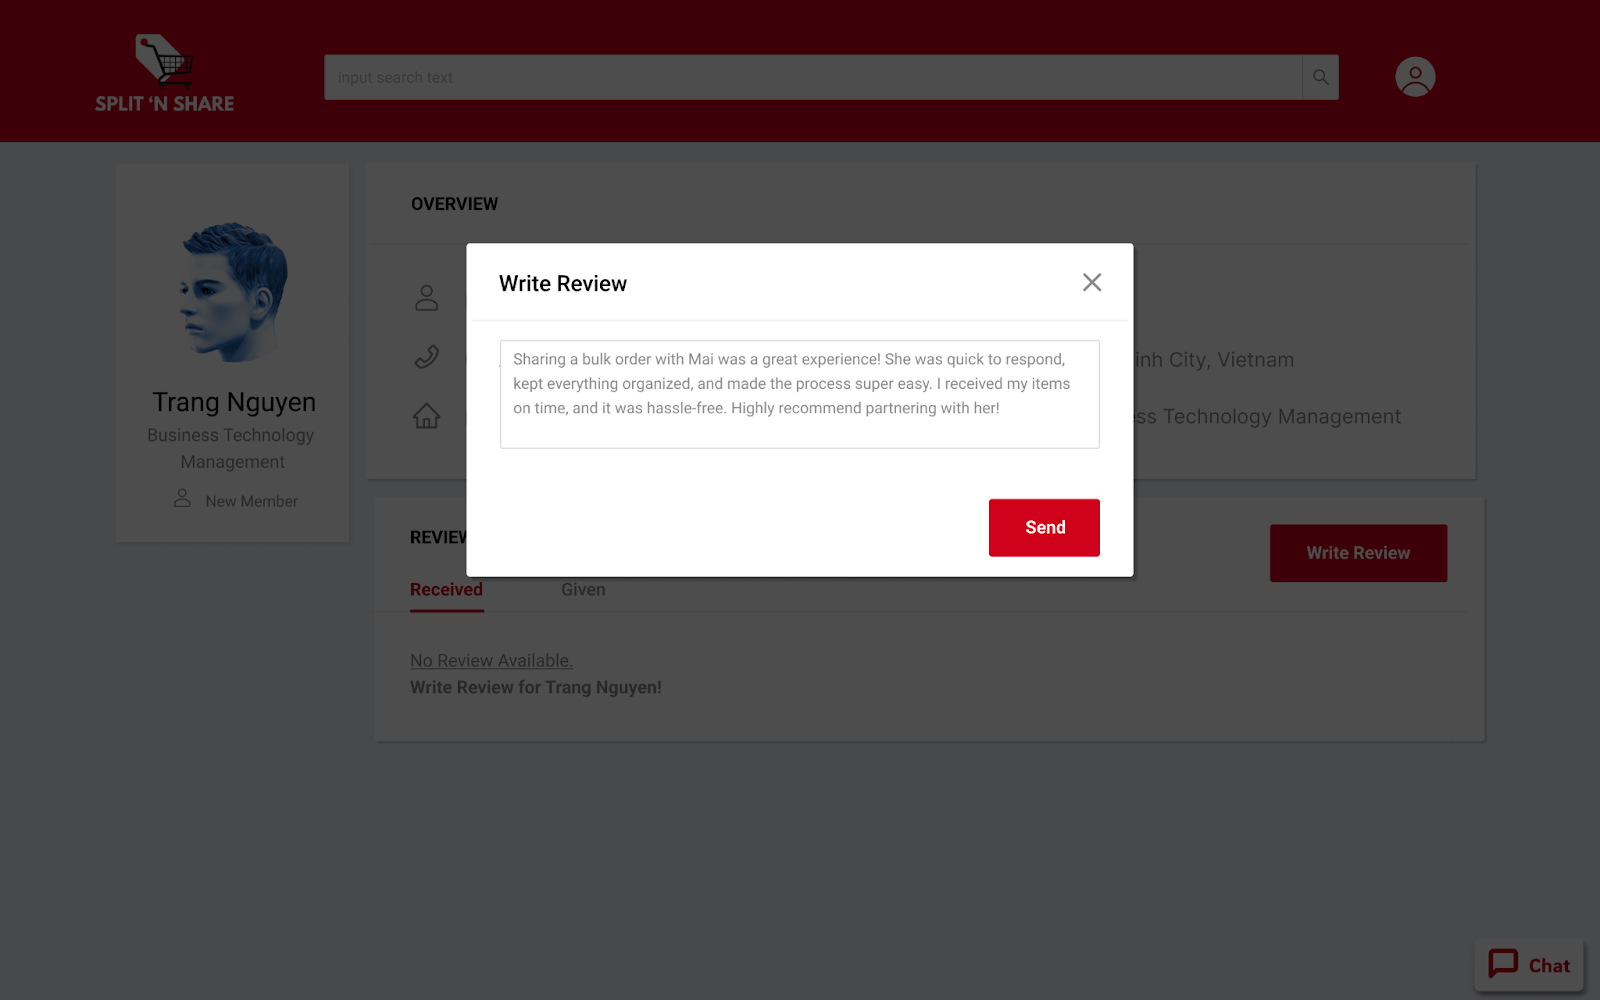 SPLIT ‘N SHARE
input search text
OVERVIEW
Trang Nguyen
Business Technology
Management
New Member
Write Review
Sharing a bulk order with Mai was a great experience! She was quick to respond,
kept everything organized, and made the process super easy. I received my items
on time, and it was hassle-free. Highly recommend partnering with her!
Send
City, Vietnam
Technology Management
Write Review
Received
Given
No Review Available.
Write Review for Trang Nguyen!
Chat